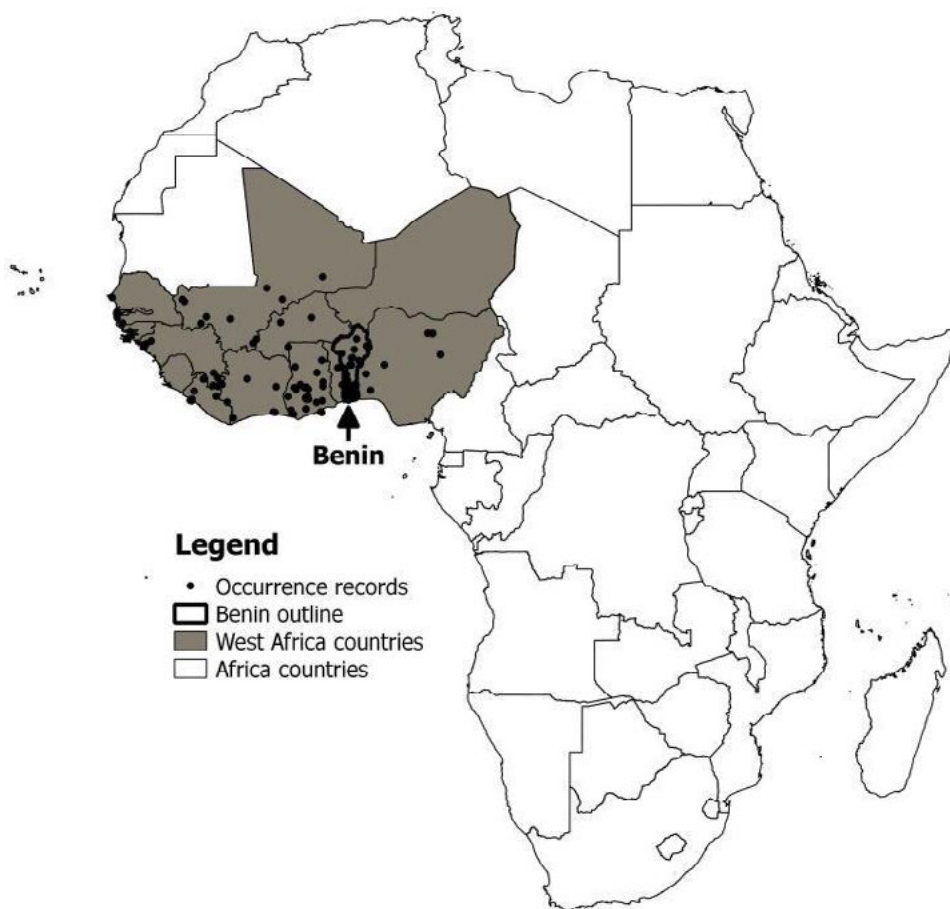 Benin
Legend
Occurrence records
Benin outline
West Africa countries
Africa countries